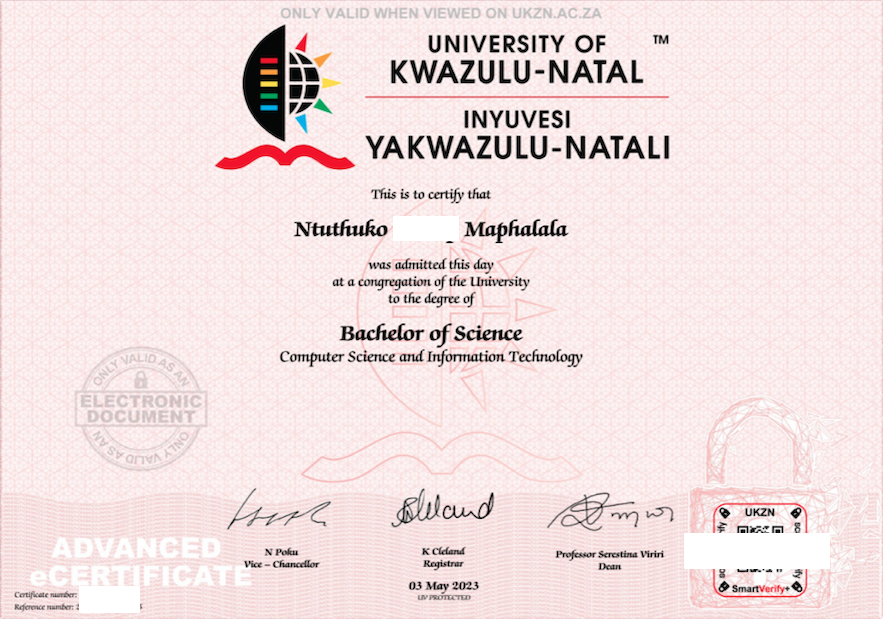 ONLY VALID WHEN VIEWED ON UKZN.AC.ZA
UNIVERSITY OF ™
KWAZULU-NATAL
INYUVESI
YAKWAZULU-NATALI
This is to certify that
Ntuthuko Maphalala
was admitted this day
at a congregation of the University
to the degree of
Bachelor of Science
Computer Science and Information Technology
ONLY VALID AS AN
ELECTRONIC
DOCUMENT
ONLY VALID AS AN
N Poku
Vice – Chancellor
K Cleland
Registrar
Professor Serestina Viriri
Dean
03 May 2023
UV PROTECTED
ADVANCED
eCERTIFICATE
Certificate number:
Reference number:
UKZN
SmartVerify+